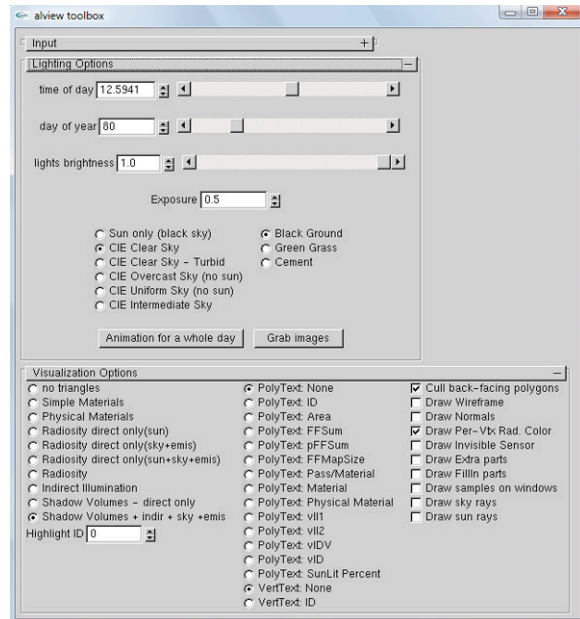 alview toolbox
Input
Lighting Options
time of day 12.5941
day of year 80
lights brightness 1.0
Exposure 0.5
Sun only (black sky)
CIE Clear Sky
CIE Clear Sky - Turbid
CIE Overcast Sky (no sun)
CIE Uniform Sky (no sun)
CIE Intermediate Sky
Black Ground
Green Grass
Cement
Animation for a whole day
Grab images
Visualization Options
no triangles
Simple Materials
Physical Materials
Radiosity direct only(sun)
Radiosity direct only(sky+emis)
Radiosity direct only(sun+sky+emis)
Radiosity
Indirect Illumination
Shadow Volumes - direct only
Shadow Volumes + indir + sky +emis
Highlight ID 0
PolyText: None
PolyText: ID
PolyText: Area
PolyText: FFSum
PolyText: pFFSum
PolyText: FFMapSize
PolyText: Pass/Material
PolyText: Material
PolyText: Physical Material
PolyText: vIl1
PolyText: vIl2
PolyText: vIDV
PolyText: vID
PolyText: SunLit Percent
VertText: None
VertText: ID
Cull back-facing polygons
Draw Wireframe
Draw Normals
Draw Per-Vtx Rad. Color
Draw Invisible Sensor
Draw Extra parts
Draw FillIn parts
Draw samples on windows
Draw sky rays
Draw sun rays